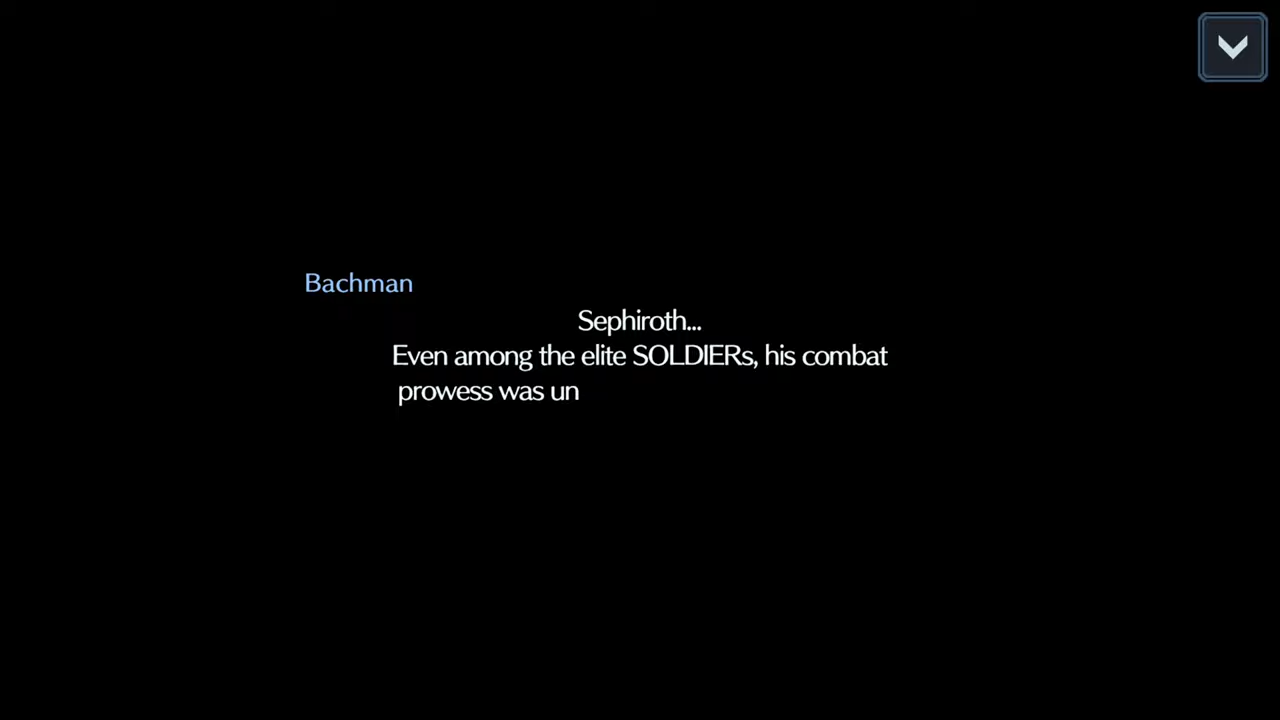 Bachman
Sephiroth...
Even among the elite SOLDIERs, his combat
prowess was un